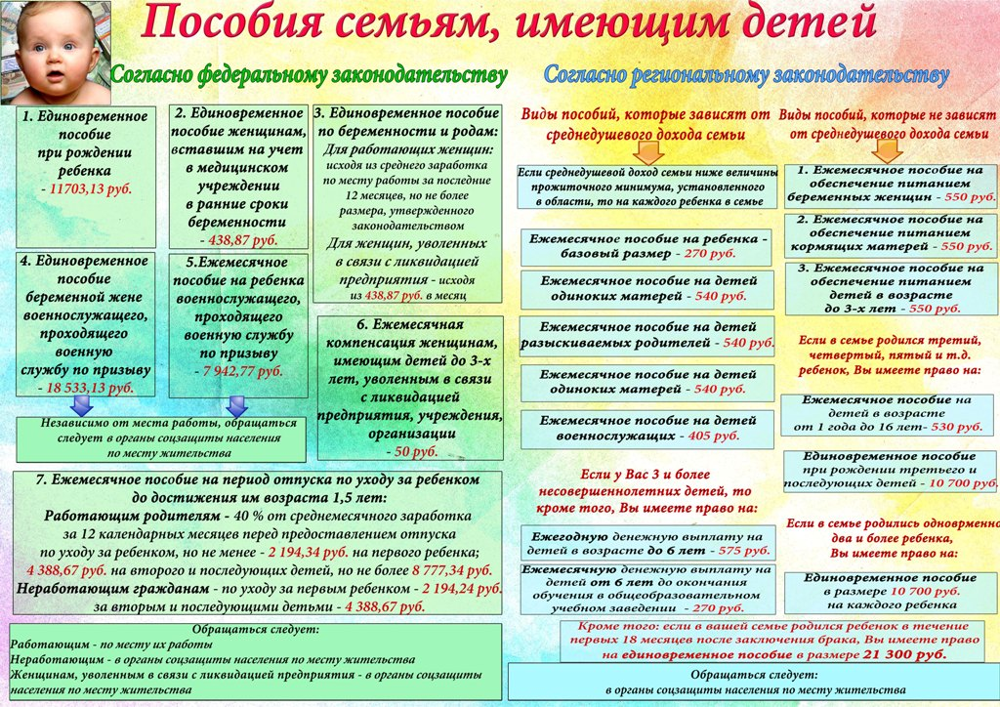 Пособия семьям, имеющим детей
Согласно федеральному законодательству
1. Единовременное
пособие
при рождении
ребенка
- 11703,13 руб.
2. Единовременное
пособие женщинам,
вставшим на учет
в медицинском
учреждении
в ранние сроки
беременности
- 438,87 руб.
3. Единовременное пособие
по беременности и родам:
Для работающих женщин:
исходя из среднего заработка
по месту работы за последние
12 месяцев, но не более
размера, утвержденного
законодательством
Для женщин, уволенных
в связи с ликвидацией
предприятия - исходя
из 438,87 руб. в месяц
4. Единовременное
пособие
беременной жене
военнослужащего,
проходящего
военную
службу по призыву
- 18 533,13 руб.
5.Ежемесячное
пособие на ребенка
военнослужащего,
проходящего
военную службу
по призыву
- 7 942,77 руб.
6. Ежемесячная
компенсация женщинам,
имеющим детей до 3-х
лет, уволенным в связи
с ликвидацией
предприятия, учреждения,
организации
- 50 руб.
Независимо от места работы, обращаться
следует в органы соцзащиты населения
по месту жительства
7. Ежемесячное пособие на период отпуска по уходу за ребенком
до достижения им возраста 1,5 лет:
Работающим родителям - 40 % от среднемесячного заработка
за 12 календарных месяцев перед предоставлением отпуска
по уходу за ребенком, но не менее - 2 194,34 руб. на первого ребенка;
4 388,67 руб. на второго и последующих детей, но не более 8 777,34 руб.
Неработающим гражданам - по уходу за первым ребенком - 2 194,24 руб.
за вторым и последующими детьми - 4 388,67 руб.
Обращаться следует:
Работающим - по месту их работы
Неработающим - в органы соцзащиты населения по месту жительства
Женщинам, уволенным в связи с ликвидацией предприятия - в органы соцзащиты
населения по месту жительства
Согласно региональному законодательству
Виды пособий, которые зависят от
среднедушевого дохода семьи
Если среднедушевой доход семьи ниже величины
прожиточного минимума, установленного
в области, то на каждого ребенка в семье
Ежемесячное пособие на ребенка -
базовый размер - 270 руб.
Ежемесячное пособие на детей
одиноких матерей - 540 руб.
Ежемесячное пособие на детей
разыскиваемых родителей - 540 руб.
Ежемесячное пособие на детей
одиноких матерей - 540 руб.
Ежемесячное пособие на детей
военнослужащих - 405 руб.
Если у Вас 3 и более
несовершеннолетних детей, то
кроме того, Вы имеете право на:
Ежегодную денежную выплату на
детей в возрасте до 6 лет - 575 руб.
Ежемесячную денежную выплату на
детей от 6 лет до окончания
обучения в общеобразовательном
учебном заведении - 270 руб.
Виды пособий, которые не зависят
от среднедушевого дохода семьи
1. Ежемесячное пособие на
обеспечение питанием
беременных женщин - 550 руб.
2. Ежемесячное пособие на
обеспечение питанием
кормящих матерей - 550 руб.
3. Ежемесячное пособие на
обеспечение питанием
детей в возрасте
до 3-х лет - 550 руб.
Если в семье родился третий,
четвертый, пятый и т.д.
ребенок, Вы имеете право на:
Ежемесячное пособие на
детей в возрасте
от 1 года до 16 лет- 530 руб.
Единовременное пособие
при рождении третьего и
последующих детей - 10 700 руб.
Если в семье родились одноврменно
два и более ребенка,
Вы имеете право на:
Единовременное пособие
в размере 10 700 руб.
на каждого ребенка
Кроме того: если в вашей семье родился ребенок в течение
первых 18 месяцев после заключения брака, Вы имеете право
на единовременное пособие в размере 21 300 руб.
Обращаться следует:
в органы соцзащиты населения по месту жительства